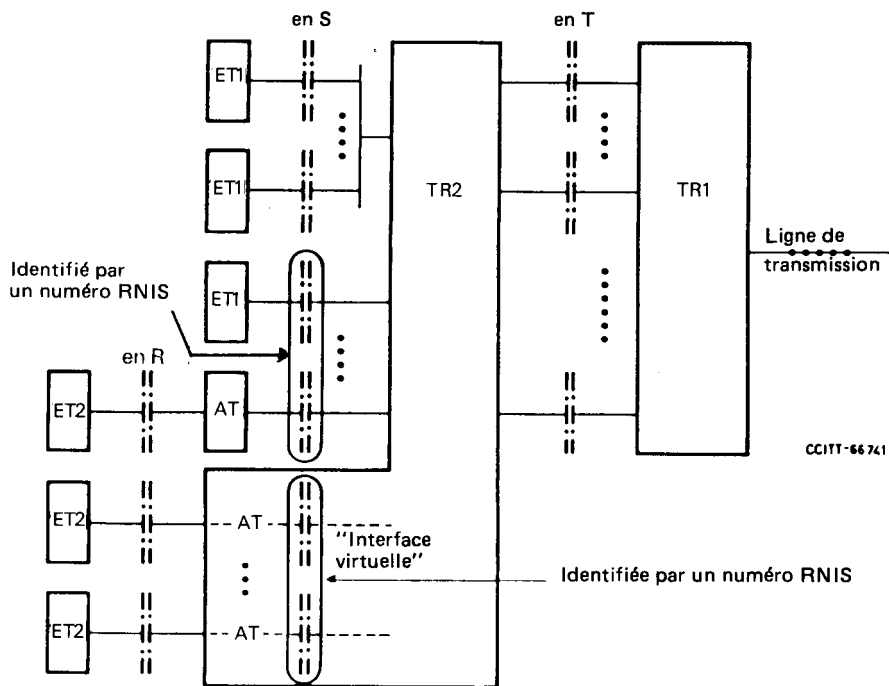 en S
en T
ET1
ET1
TR2
TR1
Ligne de
transmission
Identifié par
un numéro RNIS
ET1
en R
ET2
AT
CCITT-66741
ET2
AT
"Interface
virtuelle"
Identifiée par un numéro RNIS
ET2
AT